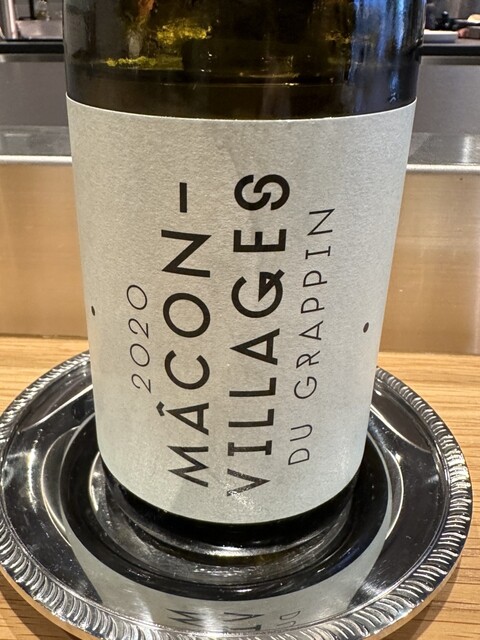 2020
MÂCON-
VILLAGES
DU GRAPPIN